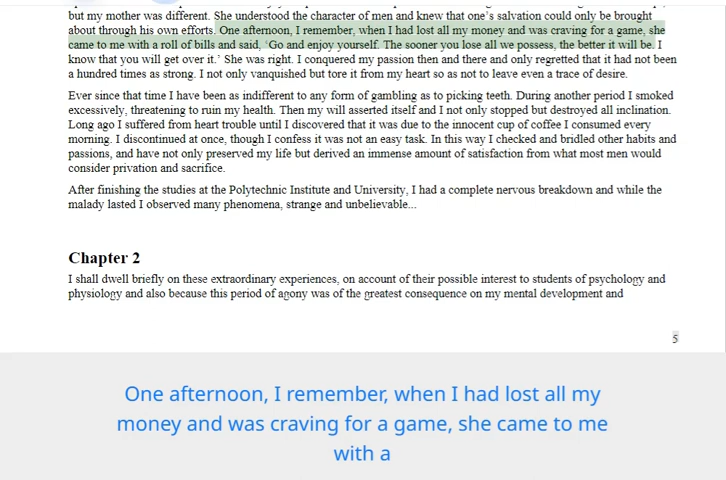 but my mother was different. She understood the character of men and knew that one's salvation could only be brought
about through his own efforts. One afternoon, I remember, when I had lost all my money and was craving for a game, she
came to me with a roll of bills and said, 'Go and enjoy yourself. The sooner you lose all we possess, the better it will be. I
know that you will get over it.' She was right. I conquered my passion then and there and only regretted that it had not been
a hundred times as strong. I not only vanquished but tore it from my heart so as not to leave even a trace of desire.
Ever since that time I have been as indifferent to any form of gambling as to picking teeth. During another period I smoked
excessively, threatening to ruin my health. Then my will asserted itself and I not only stopped but destroyed all inclination.
Long ago I suffered from heart trouble until I discovered that it was due to the innocent cup of coffee I consumed every
morning. I discontinued at once, though I confess it was not an easy task. In this way I checked and bridled other habits and
passions, and have not only preserved my life but derived an immense amount of satisfaction from what most men would
consider privation and sacrifice.
After finishing the studies at the Polytechnic Institute and University, I had a complete nervous breakdown and while the
malady lasted I observed many phenomena, strange and unbelievable...
Chapter 2
I shall dwell briefly on these extraordinary experiences, on account of their possible interest to students of psychology and
physiology and also because this period of agony was of the greatest consequence on my mental development and
5
One afternoon, I remember, when I had lost all my
money and was craving for a game, she came to me
with a